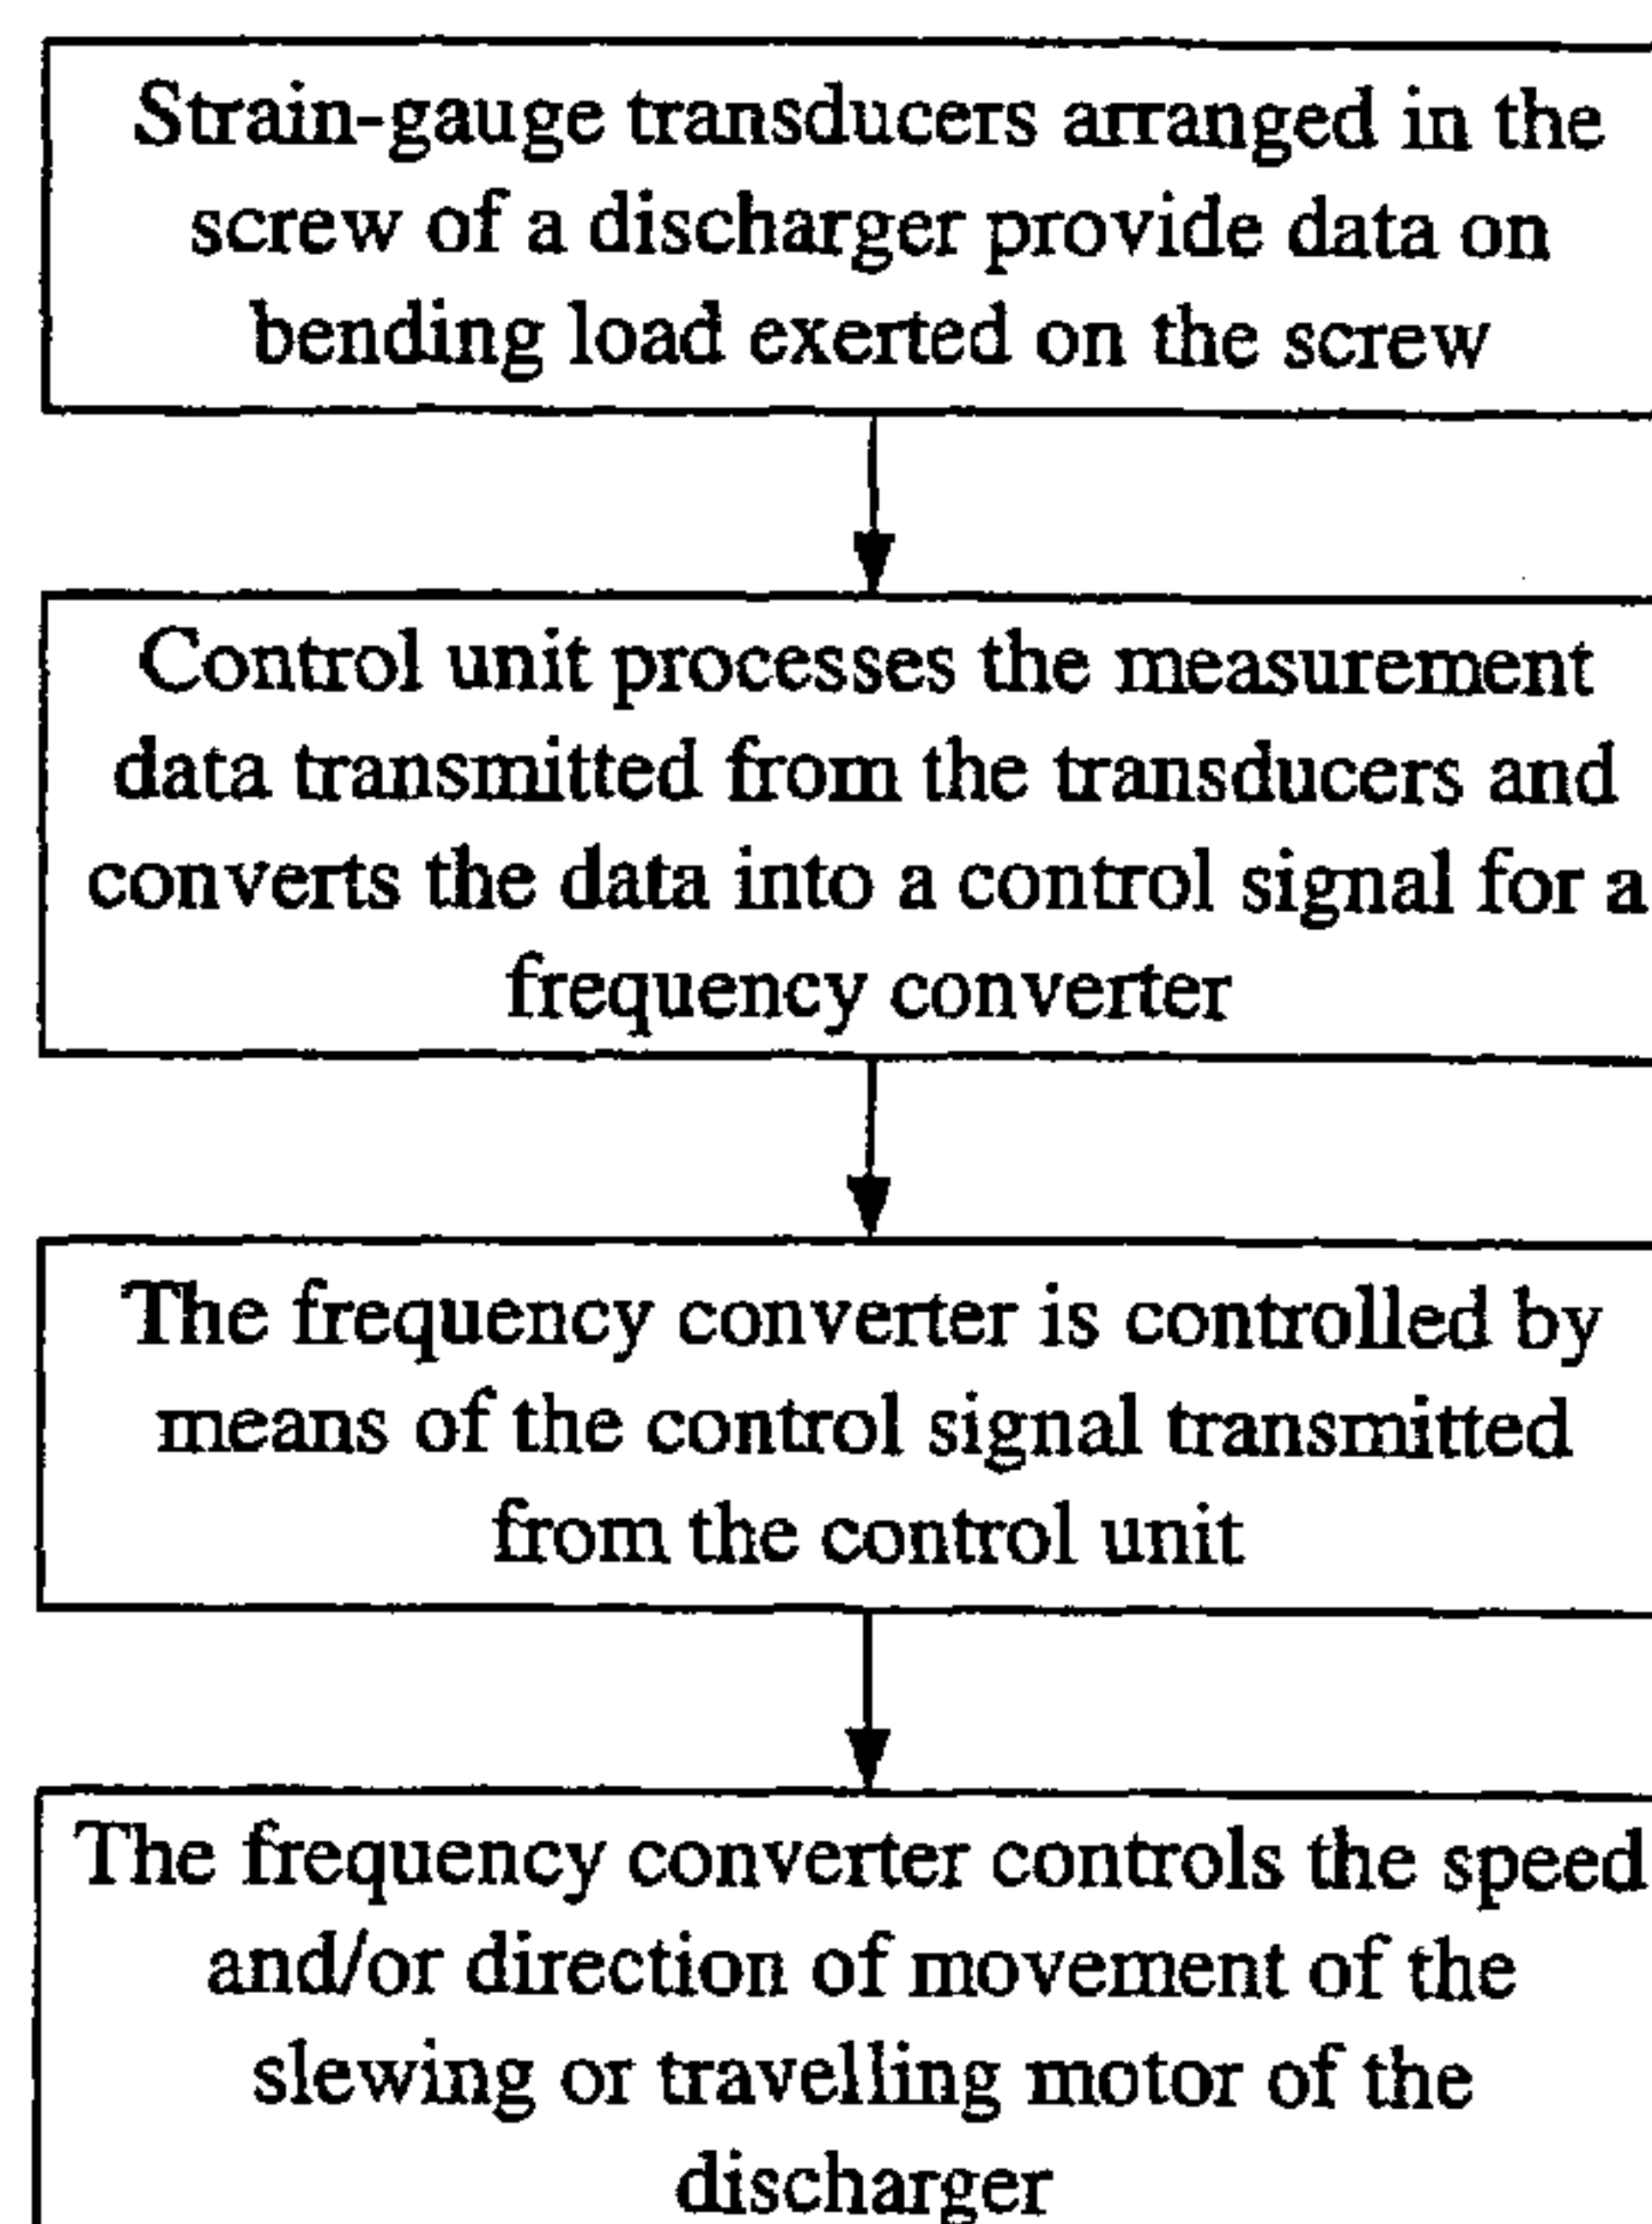 Strain-gauge transducers arranged in the
screw of a discharger provide data on
bending load exerted on the screw
Control unit processes the measurement
data transmitted from the transducers and
converts the data into a control signal for a
frequency converter
The frequency converter is controlled by
means of the control signal transmitted
from the control unit
The frequency converter controls the speed
and/or direction of movement of the
slewing or travelling motor of the
discharger